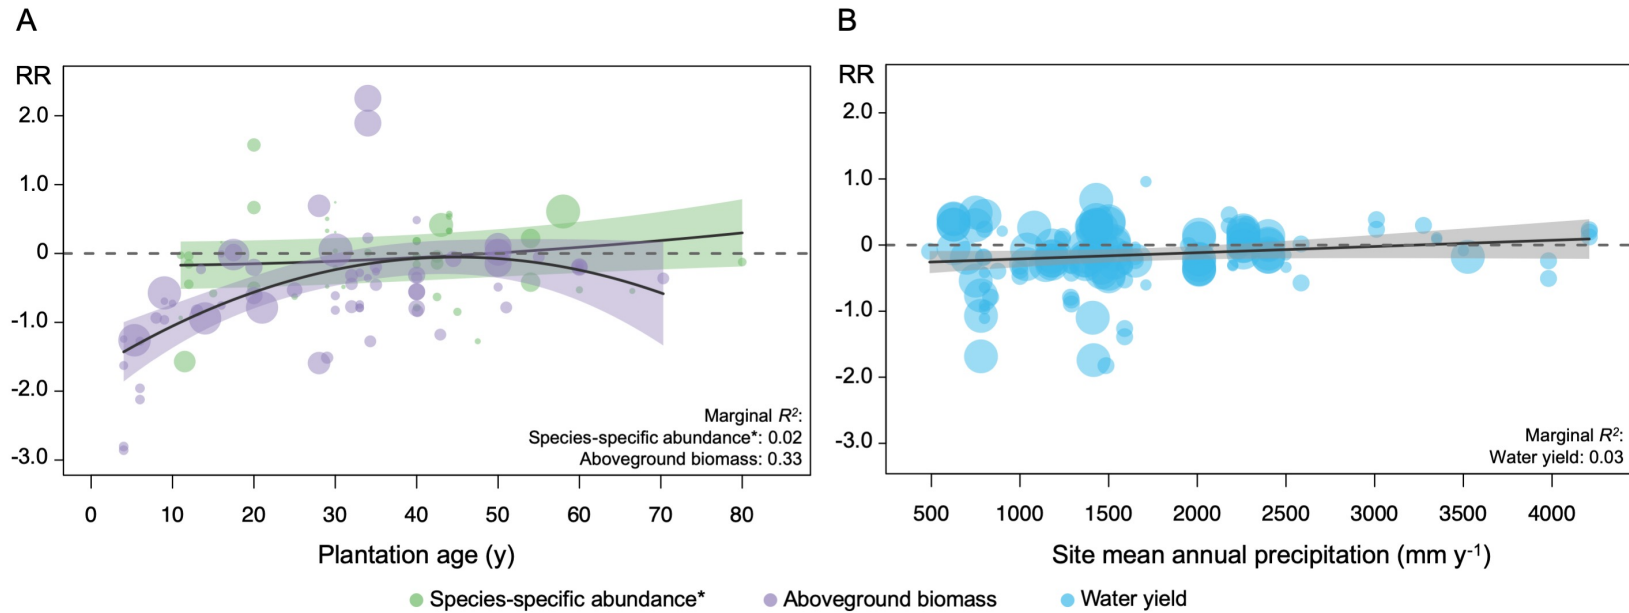 A
RR
2.0
1.0
0
-1.0
-2.0
-3.0
Marginal R²:
Species-specific abundance*: 0.02
Aboveground biomass: 0.33
0 10 20 30 40 50 60 70 80
Plantation age (y)
B
RR
2.0
1.0
0
-1.0
-2.0
-3.0
Marginal R²:
Water yield: 0.03
500 1000 1500 2000 2500 3000 3500 4000
Site mean annual precipitation (mm y⁻¹)
Species-specific abundance* Aboveground biomass Water yield